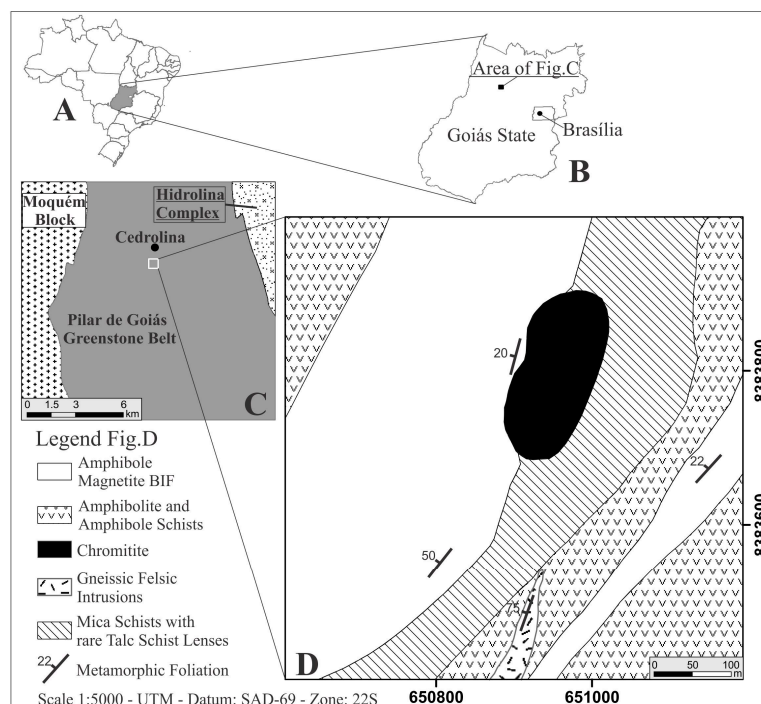 A
Area of Fig.C
Goiás State
Brasília
B
Moquém
Block
Hidrolina
Complex
Cedrolina
Pilar de Goiás
Greenstone Belt
0 1.5 3 6
km
C
Legend Fig.D
Amphibole
Magnetite BIF
Amphibolite and
Amphibole Schists
Chromitite
Gneissic Felsic
Intrusions
Mica Schists with
rare Talc Schist Lenses
22
Metamorphic Foliation
Scale 1:5000 - UTM - Datum: SAD-69 - Zone: 22S
20
22
50
75
D
0 50 100
m
8383800
8383600
650800
651000